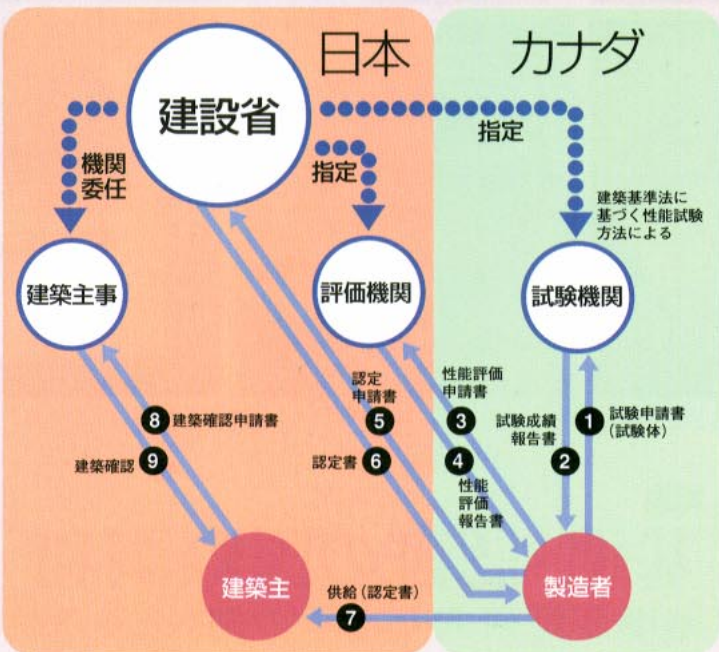 日本
カナダ
建設省
機関
委任
指定
指定
建築基準法に
基づく性能試験
方法による
建築主事
評価機関
試験機関
認定
申請書
5
6
認定書
性能評価
申請書
3
4
性能
評価
報告書
試験成績
報告書
2
1
試験申請書
(試験体)
8
建築確認申請書
建築確認
9
建築主
供給(認定書)
7
製造者